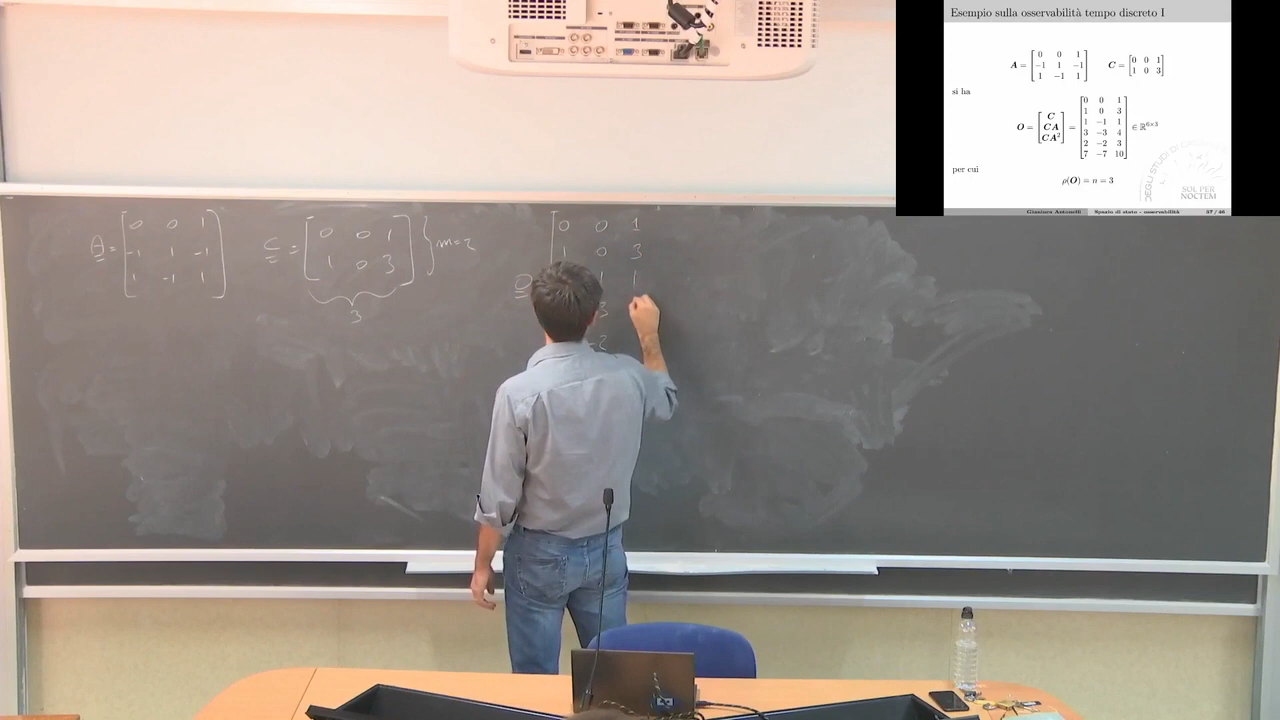 Esempio sulla osservabilità tempo discreto I
A = [0 0 1; -1 1 -1; 1 -1 1] C = [0 0 1; 1 0 3]
si ha
O = [C; CA; CA²] = [0 0 1; 1 0 3; 1 -1 1; 3 -3 4; 2 -2 3; 7 -7 10] ∈ ℝ⁶ˣ³
per cui
ρ(O) = n = 3
SOL PER
NOCTEM
Gianluca Antonelli Spazio di stato - osservabilità 37 / 48
A = [0 0 1; -1 1 -1; 1 -1 1] C = [0 0 1; 1 0 3] } m=2
3
O
0 0 1
1 0 3
1 1
3
-2